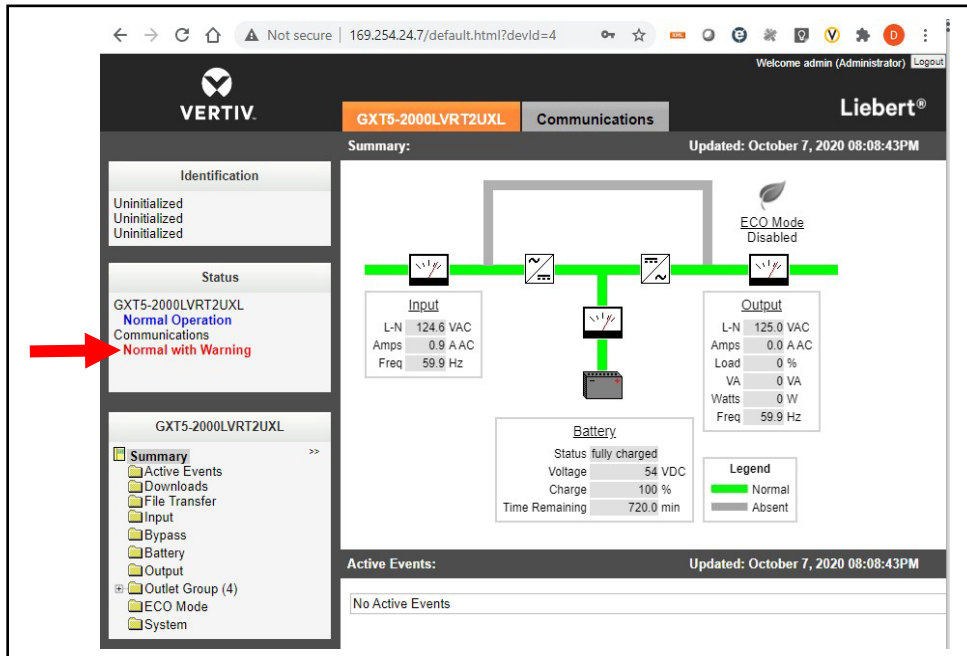 Not secure | 169.254.24.7/default.html?devId=4
Welcome admin (Administrator) Logout
VERTIV.
GXT5-2000LVRT2UXL Communications
Liebert®
Summary: Updated: October 7, 2020 08:08:43PM
Identification
Uninitialized
Uninitialized
Uninitialized
Status
GXT5-2000LVRT2UXL
Normal Operation
Communications
Normal with Warning
GXT5-2000LVRT2UXL
Summary >>
Active Events
Downloads
File Transfer
Input
Bypass
Battery
Output
Outlet Group (4)
ECO Mode
System
ECO Mode
Disabled
Input
L-N 124.6 VAC
Amps 0.9 A AC
Freq 59.9 Hz
Output
L-N 125.0 VAC
Amps 0.0 A AC
Load 0 %
VA 0 VA
Watts 0 W
Freq 59.9 Hz
Battery
Status fully charged
Voltage 54 VDC
Charge 100 %
Time Remaining 720.0 min
Legend
Normal
Absent
Active Events: Updated: October 7, 2020 08:08:43PM
No Active Events